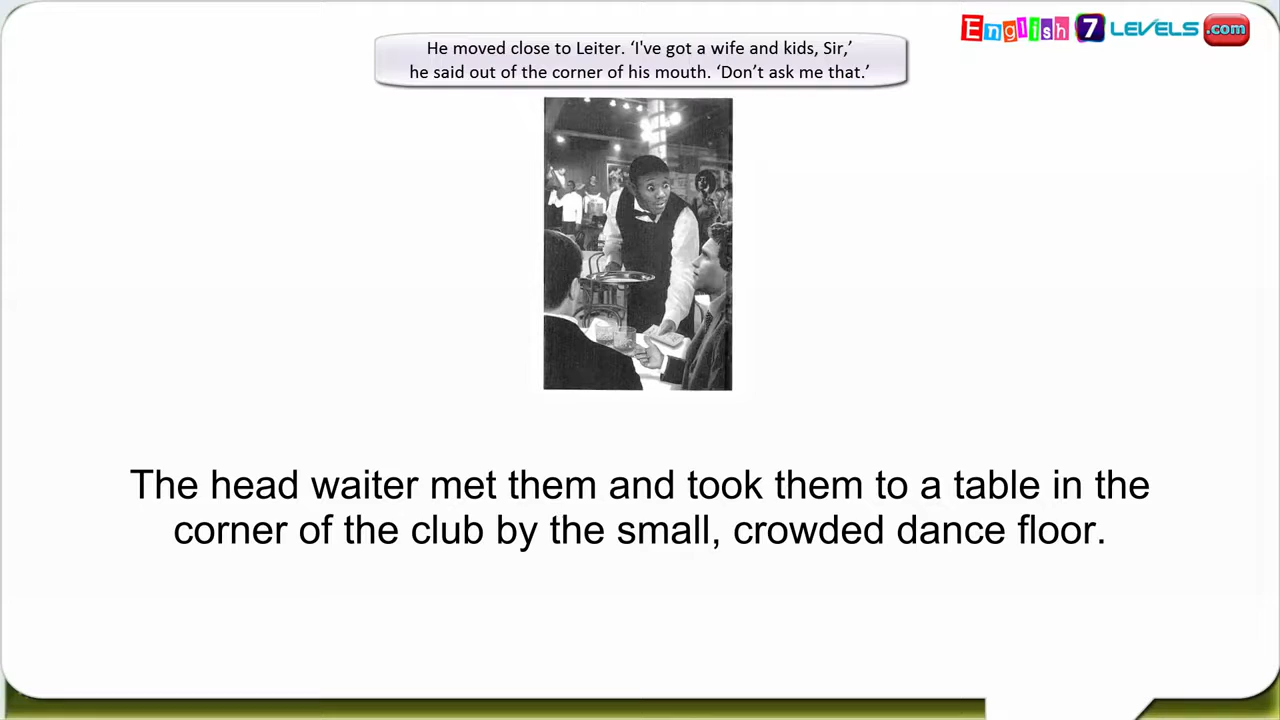 He moved close to Leiter. ‘I've got a wife and kids, Sir,’
he said out of the corner of his mouth. ‘Don’t ask me that.’
English 7 LEVELS .com
The head waiter met them and took them to a table in the
corner of the club by the small, crowded dance floor.